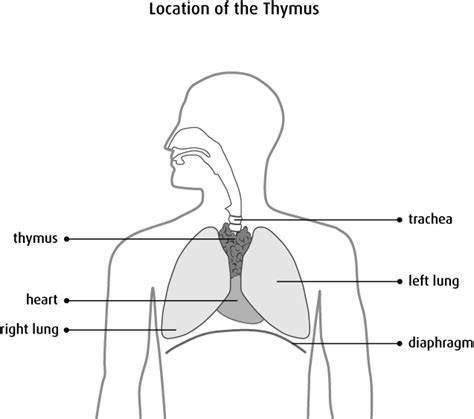 Location of the Thymus
trachea
thymus
left lung
heart
right lung
diaphragm